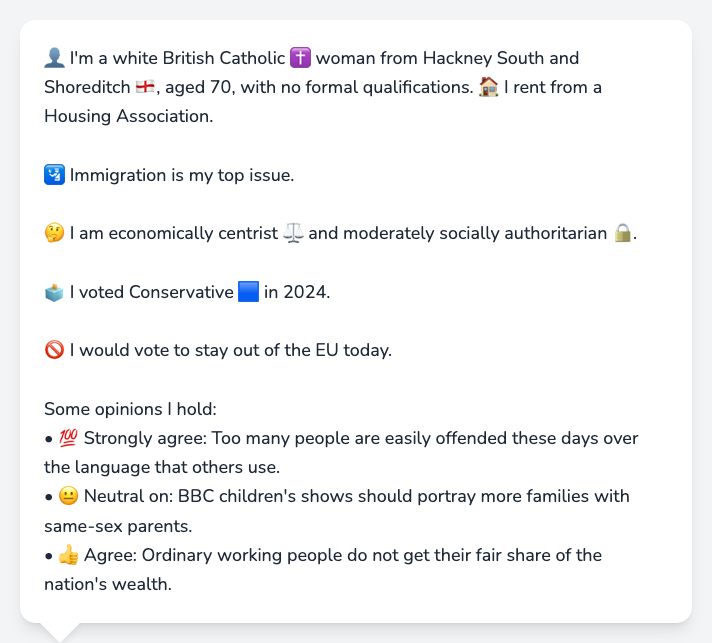 👤 I'm a white British Catholic ✝️ woman from Hackney South and
Shoreditch 🏴󠁧󠁢󠁥󠁮󠁧󠁿, aged 70, with no formal qualifications. 🏠 I rent from a
Housing Association.
🛂 Immigration is my top issue.
🤔 I am economically centrist ⚖️ and moderately socially authoritarian 🔒.
🗳️ I voted Conservative 🟦 in 2024.
🚫 I would vote to stay out of the EU today.
Some opinions I hold:
• 💯 Strongly agree: Too many people are easily offended these days over
the language that others use.
• 😐 Neutral on: BBC children's shows should portray more families with
same-sex parents.
• 👍 Agree: Ordinary working people do not get their fair share of the
nation's wealth.